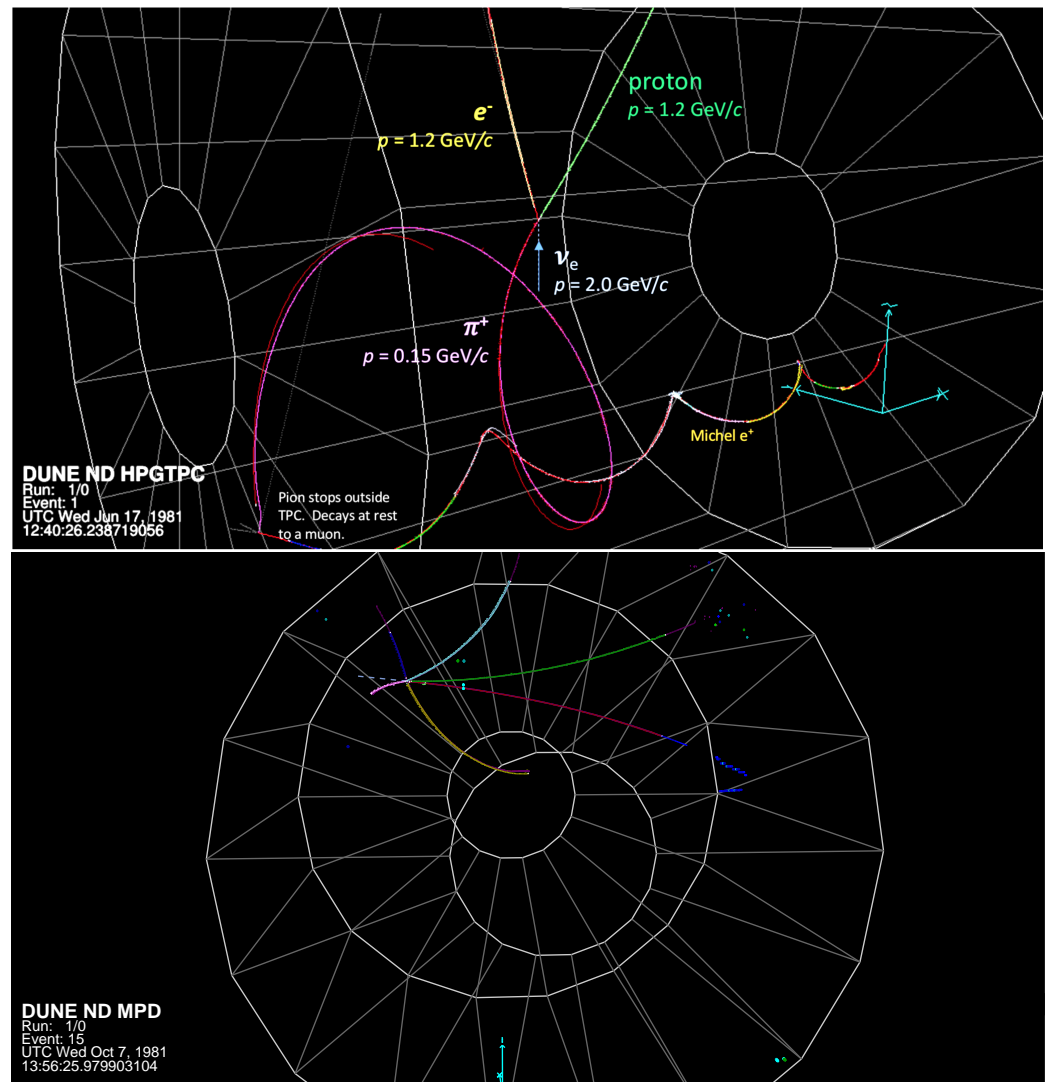 e⁻
p = 1.2 GeV/c
proton
p = 1.2 GeV/c
νe
p = 2.0 GeV/c
π⁺
p = 0.15 GeV/c
Michel e⁺
DUNE ND HPGTPC
Run: 1/0
Event: 1
UTC Wed Jun 17, 1981
12:40:26.238719056
Pion stops outside
TPC. Decays at rest
to a muon.
DUNE ND MPD
Run: 1/0
Event: 15
UTC Wed Oct 7, 1981
13:56:25.979903104